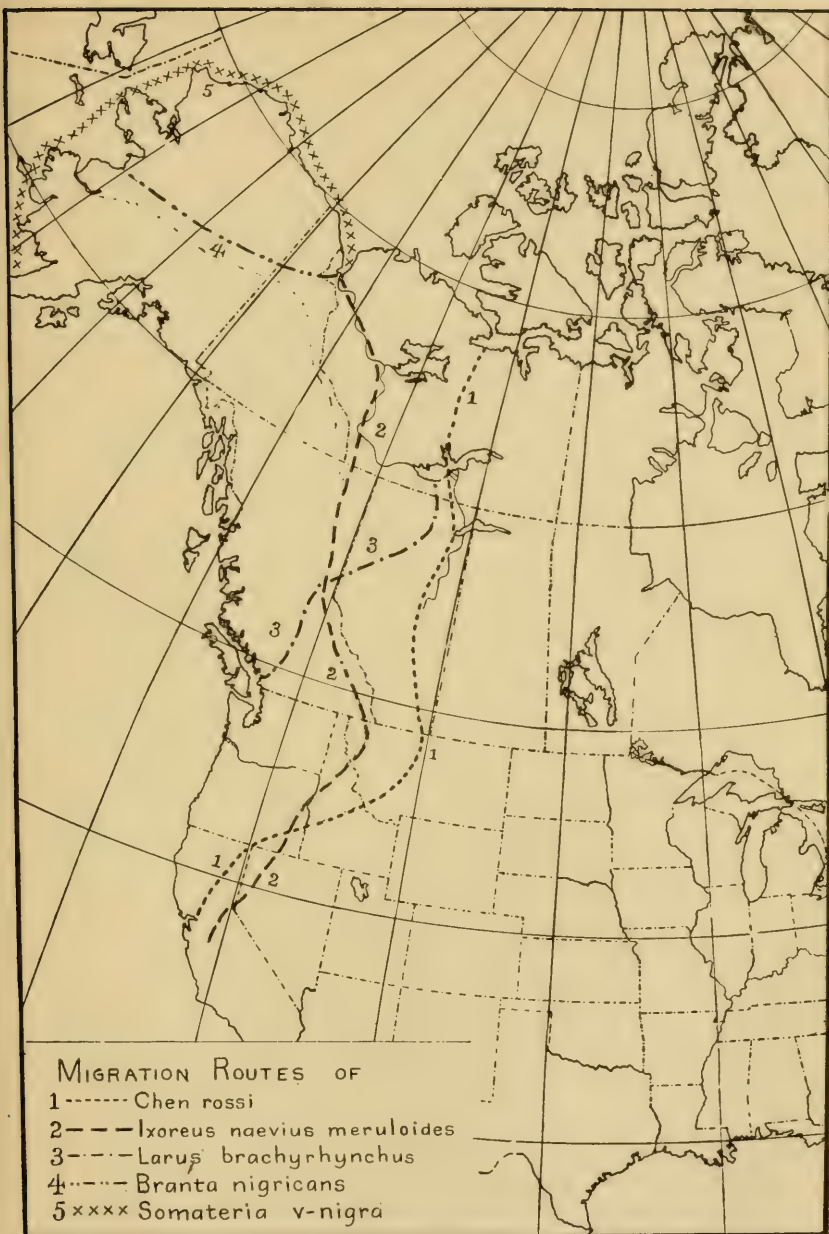 5
4
1
2
3
3
2
1
1
2
MIGRATION ROUTES OF
1 ------- Chen rossi
2 — — — Ixoreus naevius meruloides
3 -·-·- Larus brachyrhynchus
4 ··-··- Branta nigricans
5 xxxx Somateria v-nigra